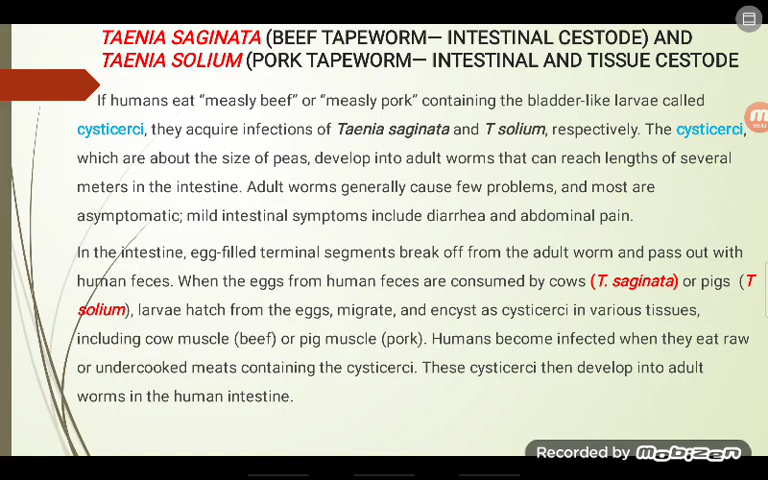 TAENIA SAGINATA (BEEF TAPEWORM— INTESTINAL CESTODE) AND
TAENIA SOLIUM (PORK TAPEWORM— INTESTINAL AND TISSUE CESTODE
If humans eat “measly beef” or “measly pork” containing the bladder-like larvae called
cysticerci, they acquire infections of Taenia saginata and T solium, respectively. The cysticerci,
which are about the size of peas, develop into adult worms that can reach lengths of several
meters in the intestine. Adult worms generally cause few problems, and most are
asymptomatic; mild intestinal symptoms include diarrhea and abdominal pain.
In the intestine, egg-filled terminal segments break off from the adult worm and pass out with
human feces. When the eggs from human feces are consumed by cows (T. saginata) or pigs (T
solium), larvae hatch from the eggs, migrate, and encyst as cysticerci in various tissues,
including cow muscle (beef) or pig muscle (pork). Humans become infected when they eat raw
or undercooked meats containing the cysticerci. These cysticerci then develop into adult
worms in the human intestine.
Recorded by mobizen